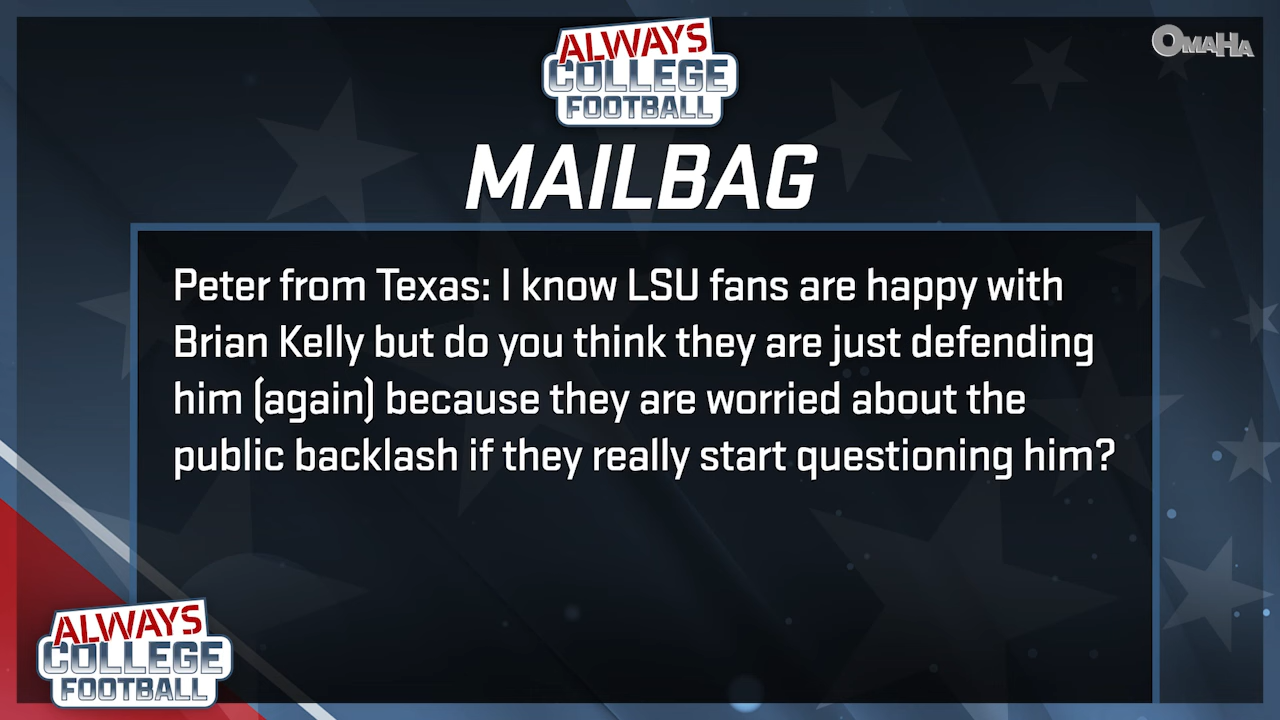 ALWAYS
COLLEGE
FOOTBALL
OMAHA
MAILBAG
Peter from Texas: I know LSU fans are happy with
Brian Kelly but do you think they are just defending
him (again) because they are worried about the
public backlash if they really start questioning him?
ALWAYS
COLLEGE
FOOTBALL